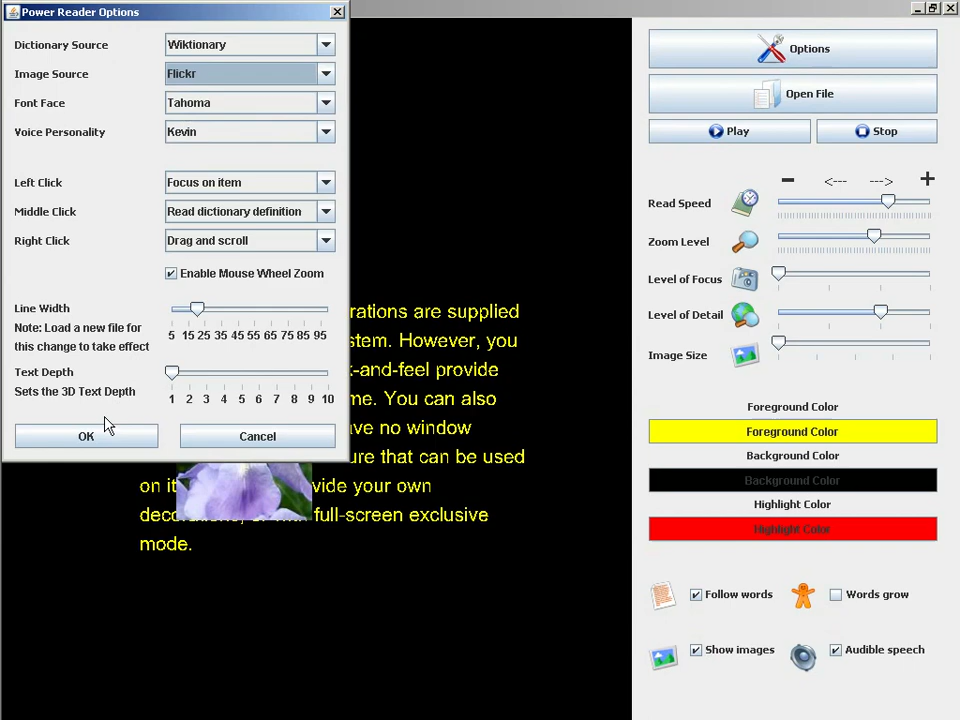 Power Reader Options
Dictionary Source Wiktionary
Image Source Flickr
Font Face Tahoma
Voice Personality Kevin
Left Click Focus on item
Middle Click Read dictionary definition
Right Click Drag and scroll
Enable Mouse Wheel Zoom
Line Width
Note: Load a new file for
this change to take effect
5 15 25 35 45 55 65 75 85 95
Text Depth
Sets the 3D Text Depth
1 2 3 4 5 6 7 8 9 10
OK Cancel
rations are supplied
stem. However, you
-and-feel provide
me. You can also
ave no window
ure that can be used
on it vide your own
full-screen exclusive
mode.
Options
Open File
Play Stop
- <--- ---> +
Read Speed
Zoom Level
Level of Focus
Level of Detail
Image Size
Foreground Color
Foreground Color
Background Color
Background Color
Highlight Color
Highlight Color
Follow words Words grow
Show images Audible speech